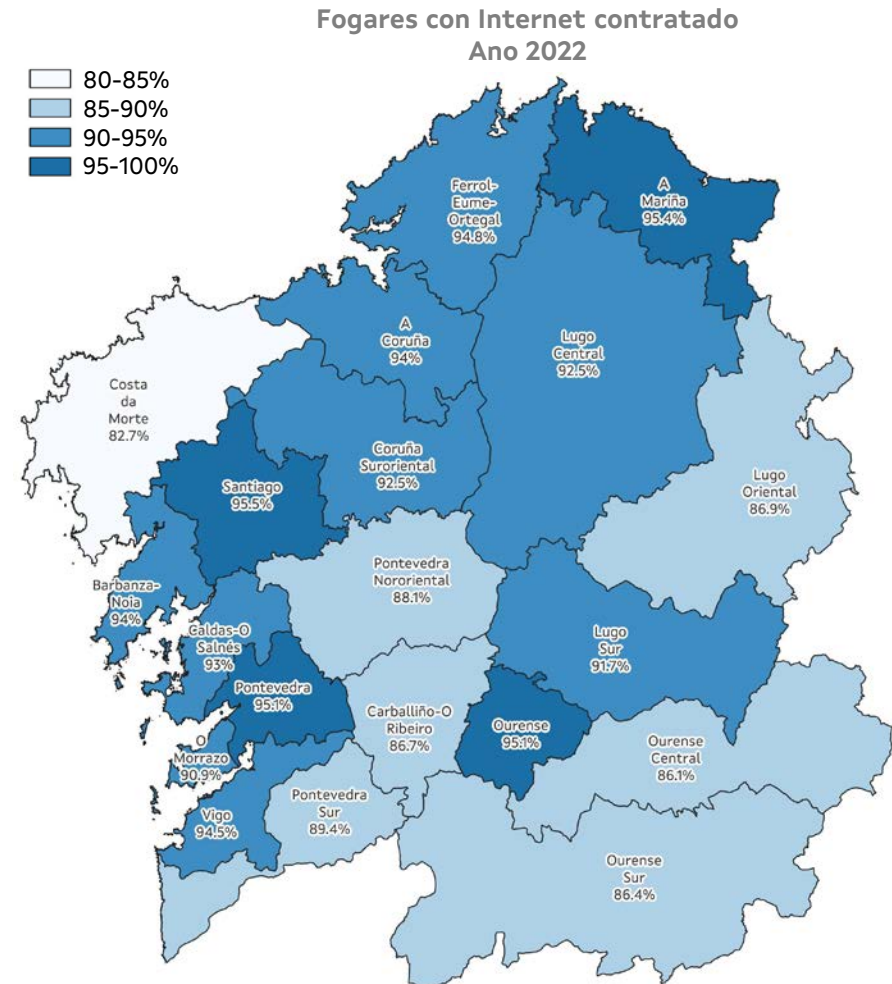 Fogares con Internet contratado
Ano 2022
80-85%
85-90%
90-95%
95-100%
Ferrol-
Eume-
Ortegal
94.8%
A
Mariña
95.4%
A
Coruña
94%
Lugo
Central
92.5%
Costa
da
Morte
82.7%
Coruña
Suroriental
92.5%
Santiago
95.5%
Lugo
Oriental
86.9%
Pontevedra
Nororiental
88.1%
Barbanza-
Noia
94%
Caldas-O
Salnés
93%
Lugo
Sur
91.7%
Pontevedra
95.1%
Carballiño-O
Ribeiro
86.7%
Ourense
95.1%
O
Morrazo
90.9%
Ourense
Central
86.1%
Pontevedra
Sur
89.4%
Vigo
94.5%
Ourense
Sur
86.4%